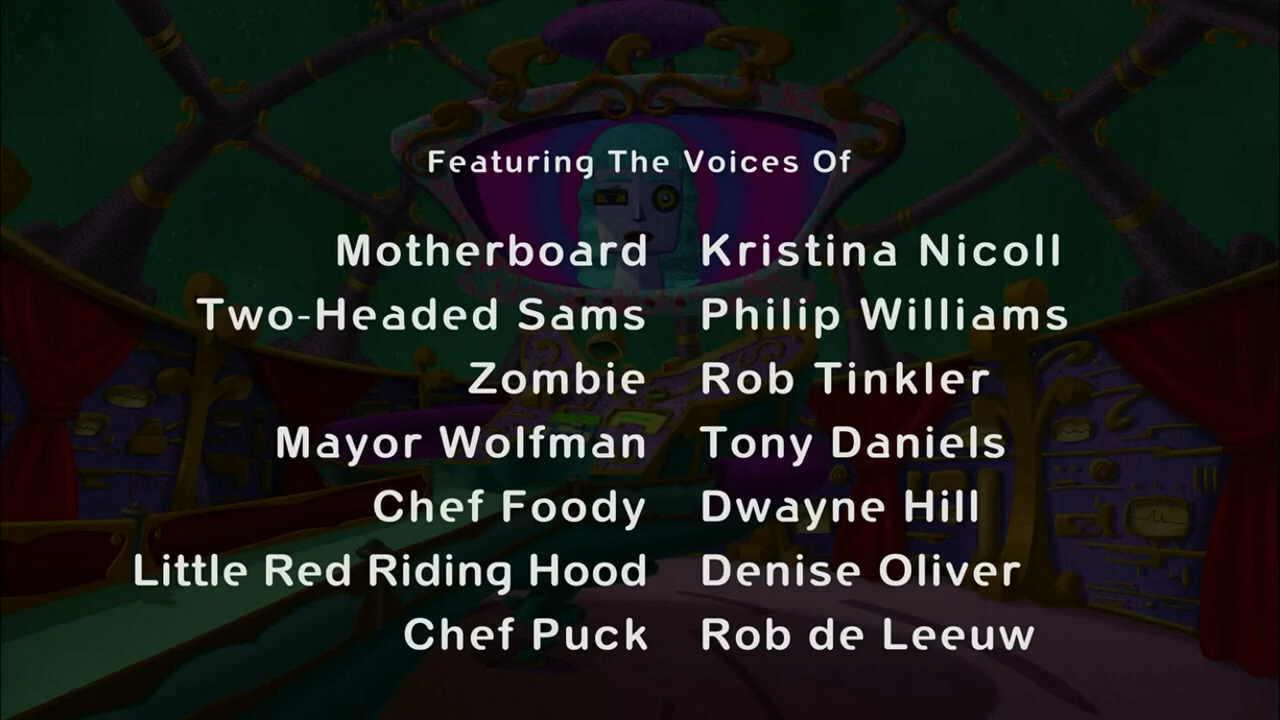 Featuring The Voices Of
Motherboard Kristina Nicoll
Two-Headed Sams Philip Williams
Zombie Rob Tinkler
Mayor Wolfman Tony Daniels
Chef Foody Dwayne Hill
Little Red Riding Hood Denise Oliver
Chef Puck Rob de Leeuw